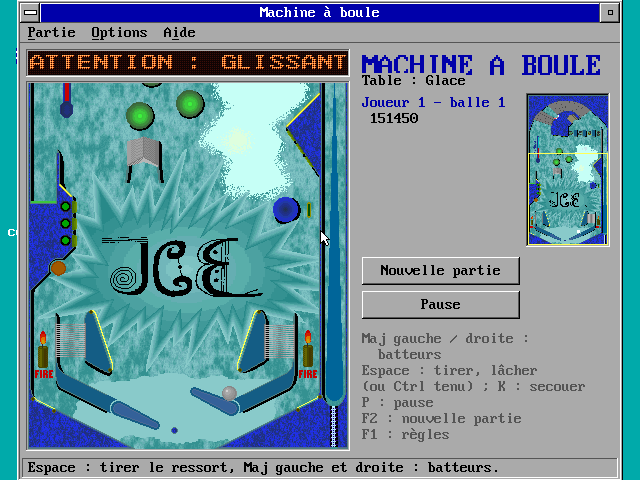 Machine à boule
Partie Options Aide
ATTENTION : GLISSANT
MACHINE A BOULE
Table : Glace
Joueur 1 - balle 1
151450
ICE
FIRE
FIRE
Nouvelle partie
Pause
Maj gauche / droite :
batteurs
Espace : tirer, lâcher
(ou Ctrl tenu) ; K : secouer
P : pause
F2 : nouvelle partie
F1 : règles
Espace : tirer le ressort, Maj gauche et droite : batteurs.